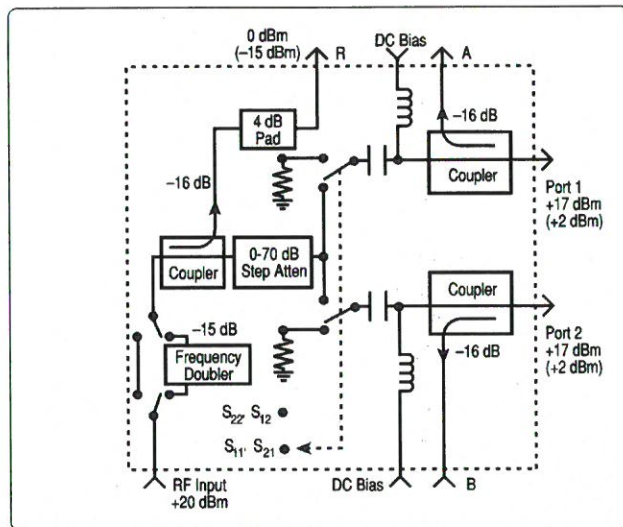 0 dBm
(–15 dBm)
R
DC Bias
A
–16 dB
4 dB
Pad
–16 dB
Coupler
Port 1
+17 dBm
(+2 dBm)
Coupler
0-70 dB
Step Atten
Coupler
–15 dB
Frequency
Doubler
–16 dB
Port 2
+17 dBm
(+2 dBm)
S22, S12
S11, S21
RF Input
+20 dBm
DC Bias
B